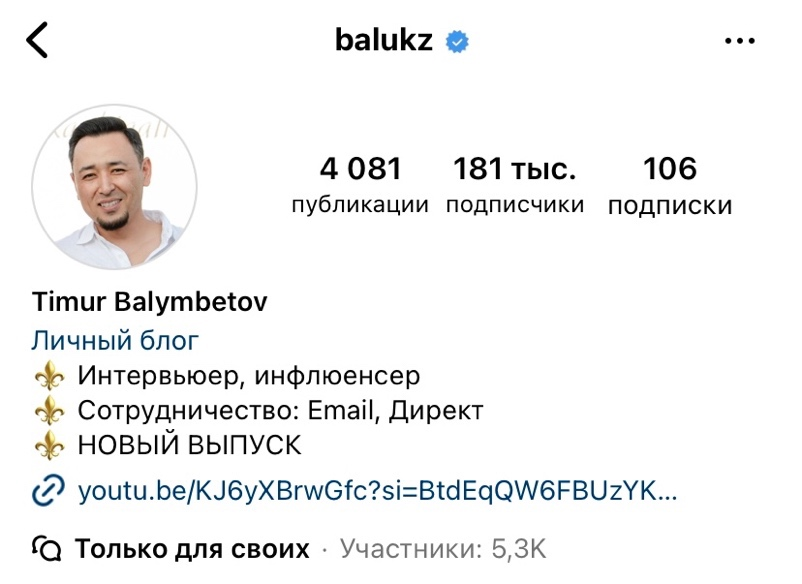 balukz
4 081 181 тыс. 106
публикации подписчики подписки
Timur Balymbetov
Личный блог
Интервьюер, инфлюенсер
Сотрудничество: Email, Директ
НОВЫЙ ВЫПУСК
youtu.be/KJ6yXBrwGfc?si=BtdEqQW6FBUzYK...
Только для своих · Участники: 5,3K